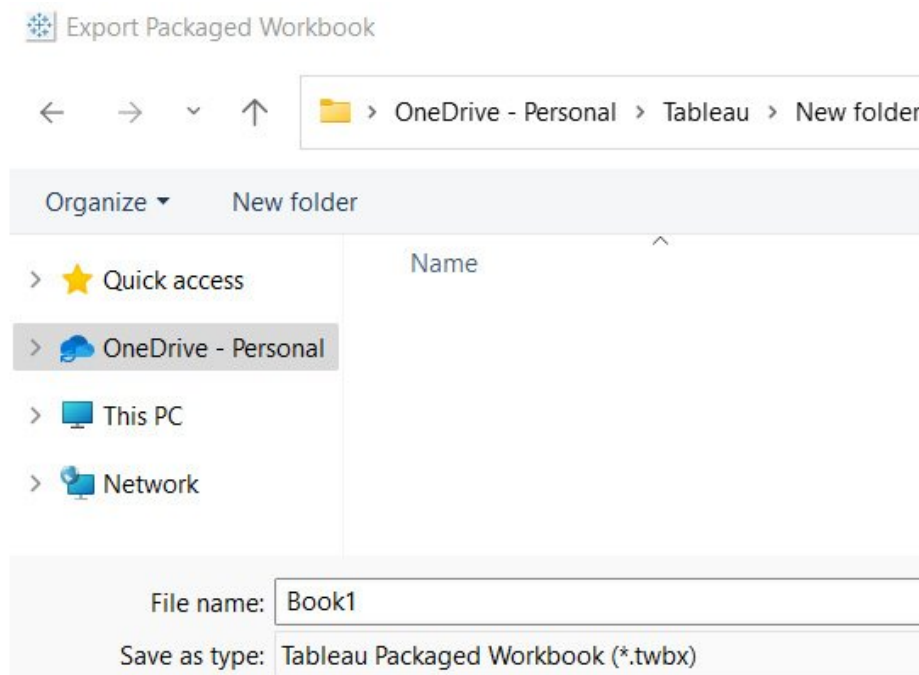 Export Packaged Workbook
OneDrive - Personal > Tableau > New folder
Organize New folder
Name
Quick access
OneDrive - Personal
This PC
Network
File name: Book1
Save as type: Tableau Packaged Workbook (*.twbx)